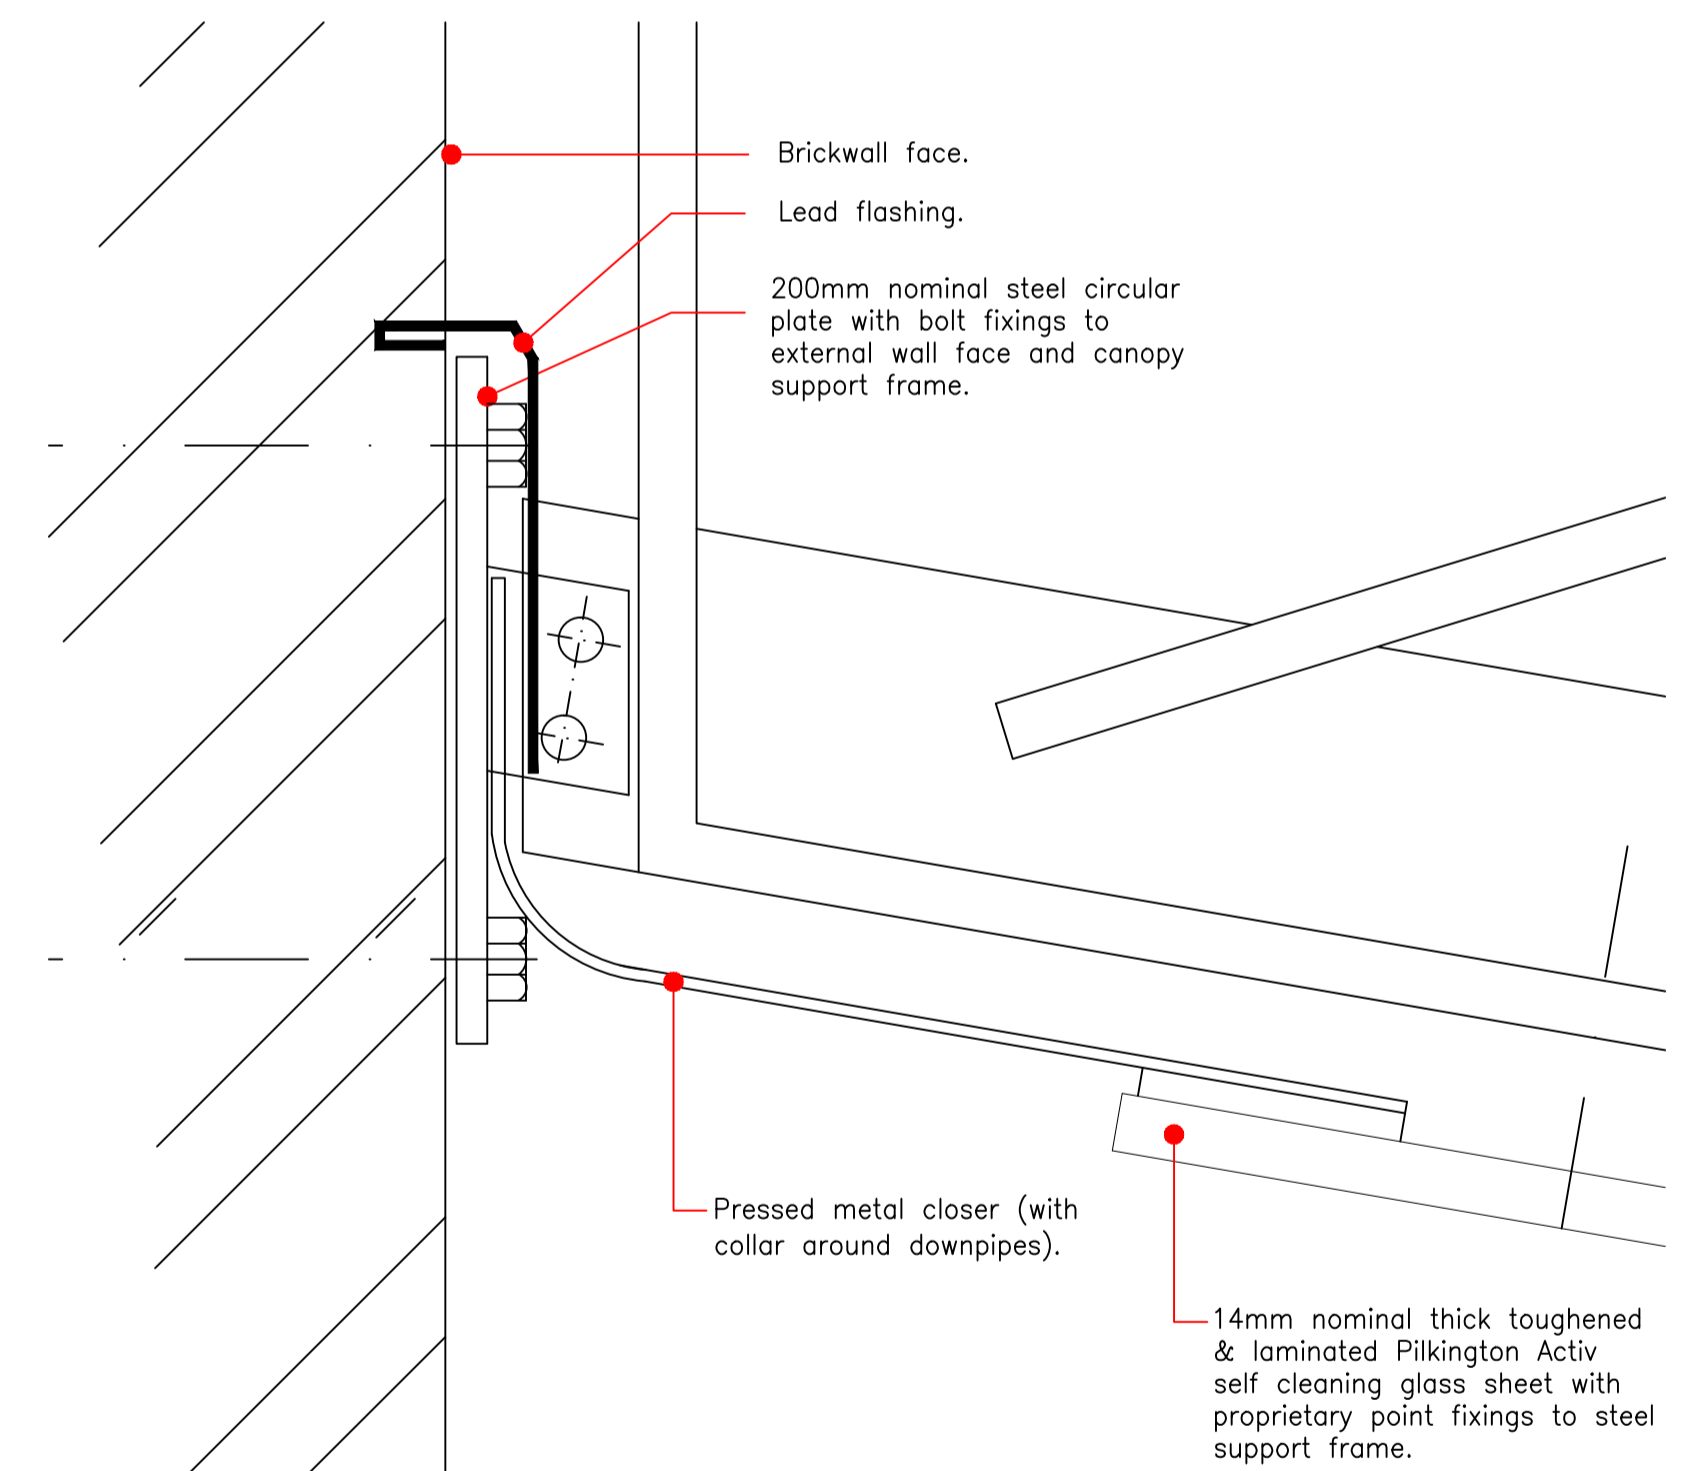 Brickwall face.
Lead flashing.
200mm nominal steel circular
plate with bolt fixings to
external wall face and canopy
support frame.
Pressed metal closer (with
collar around downpipes).
14mm nominal thick toughened
& laminated Pilkington Activ
self cleaning glass sheet with
proprietary point fixings to steel
support frame.